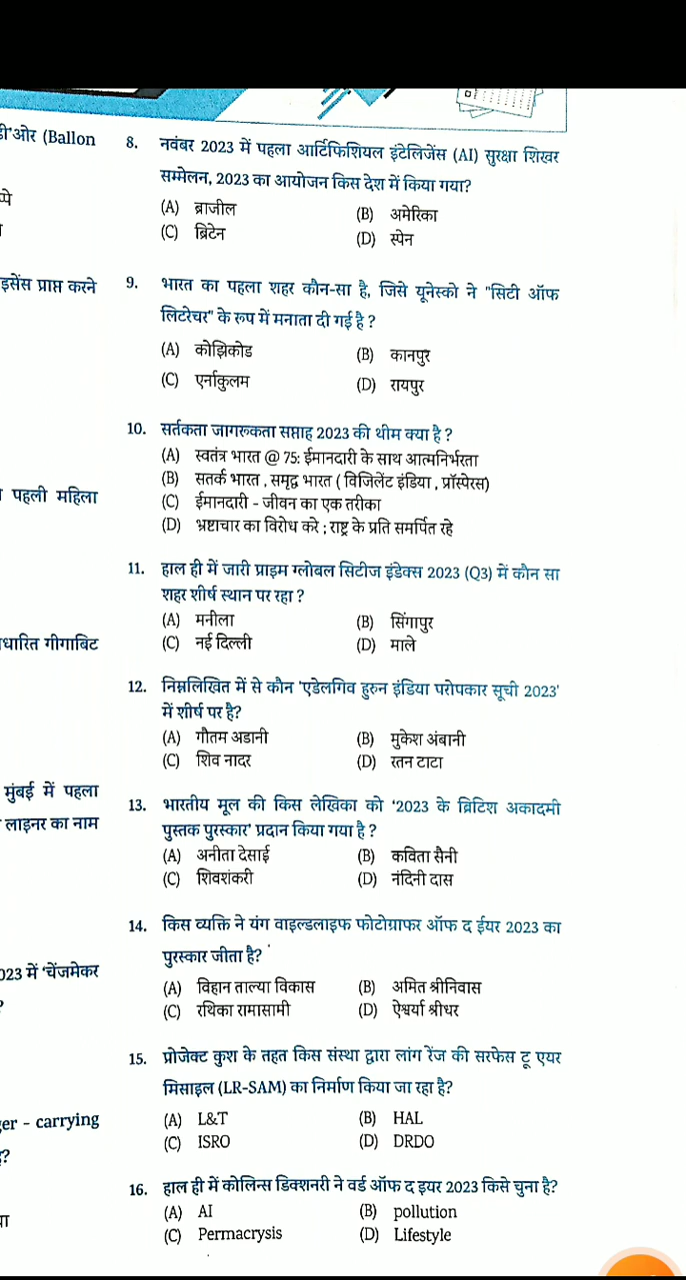 डी'ओर (Ballon
इसेंस प्राप्त करने
पहली महिला
धारित गीगाबिट
मुंबई में पहला
लाइनर का नाम
023 में 'चेंजमेकर
er - carrying
8. नवंबर 2023 में पहला आर्टिफिशियल इंटेलिजेंस (AI) सुरक्षा शिखर
सम्मेलन, 2023 का आयोजन किस देश में किया गया?
(A) ब्राजील (B) अमेरिका
(C) ब्रिटेन (D) स्पेन
9. भारत का पहला शहर कौन-सा है, जिसे यूनेस्को ने "सिटी ऑफ
लिटरेचर" के रूप में मनाता दी गई है ?
(A) कोझिकोड (B) कानपुर
(C) एर्नाकुलम (D) रायपुर
10. सर्तकता जागरूकता सप्ताह 2023 की थीम क्या है ?
(A) स्वतंत्र भारत @ 75: ईमानदारी के साथ आत्मनिर्भरता
(B) सतर्क भारत , समृद्ध भारत ( विजिलेंट इंडिया , प्रॉस्पेरस)
(C) ईमानदारी - जीवन का एक तरीका
(D) भ्रष्टाचार का विरोध करे ; राष्ट्र के प्रति समर्पित रहे
11. हाल ही में जारी प्राइम ग्लोबल सिटीज इंडेक्स 2023 (Q3) में कौन सा
शहर शीर्ष स्थान पर रहा ?
(A) मनीला (B) सिंगापुर
(C) नई दिल्ली (D) माले
12. निम्नलिखित में से कौन 'एडेलगिव हुरुन इंडिया परोपकार सूची 2023'
में शीर्ष पर है?
(A) गौतम अडानी (B) मुकेश अंबानी
(C) शिव नादर (D) रतन टाटा
13. भारतीय मूल की किस लेखिका को '2023 के ब्रिटिश अकादमी
पुस्तक पुरस्कार' प्रदान किया गया है ?
(A) अनीता देसाई (B) कविता सैनी
(C) शिवशंकरी (D) नंदिनी दास
14. किस व्यक्ति ने यंग वाइल्डलाइफ फोटोग्राफर ऑफ द ईयर 2023 का
पुरस्कार जीता है?
(A) विहान ताल्या विकास (B) अमित श्रीनिवास
(C) रथिका रामासामी (D) ऐश्वर्या श्रीधर
15. प्रोजेक्ट कुश के तहत किस संस्था द्वारा लांग रेंज की सरफेस टू एयर
मिसाइल (LR-SAM) का निर्माण किया जा रहा है?
(A) L&T (B) HAL
(C) ISRO (D) DRDO
16. हाल ही में कोलिन्स डिक्शनरी ने वर्ड ऑफ द इयर 2023 किसे चुना है?
(A) AI (B) pollution
(C) Permacrysis (D) Lifestyle